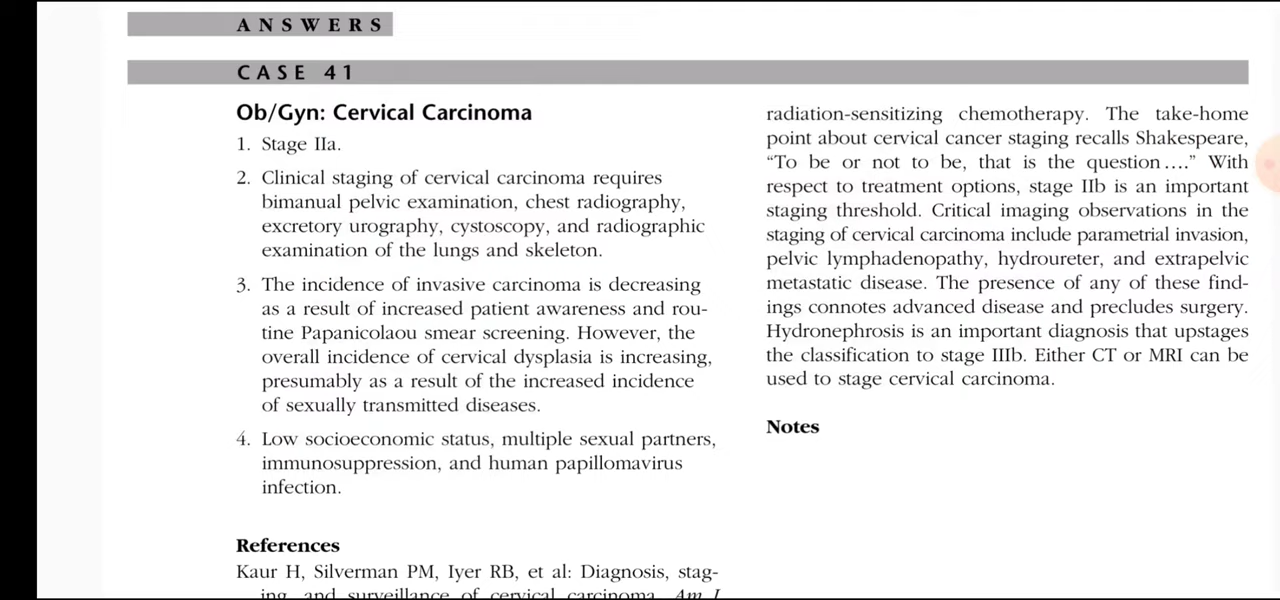 ANSWERS
CASE 41
Ob/Gyn: Cervical Carcinoma
1. Stage IIa.
2. Clinical staging of cervical carcinoma requires
bimanual pelvic examination, chest radiography,
excretory urography, cystoscopy, and radiographic
examination of the lungs and skeleton.
3. The incidence of invasive carcinoma is decreasing
as a result of increased patient awareness and rou-
tine Papanicolaou smear screening. However, the
overall incidence of cervical dysplasia is increasing,
presumably as a result of the increased incidence
of sexually transmitted diseases.
4. Low socioeconomic status, multiple sexual partners,
immunosuppression, and human papillomavirus
infection.
References
Kaur H, Silverman PM, Iyer RB, et al: Diagnosis, stag-
ing, and surveillance of cervical carcinoma. Am J
radiation-sensitizing chemotherapy. The take-home
point about cervical cancer staging recalls Shakespeare,
“To be or not to be, that is the question....” With
respect to treatment options, stage IIb is an important
staging threshold. Critical imaging observations in the
staging of cervical carcinoma include parametrial invasion,
pelvic lymphadenopathy, hydroureter, and extrapelvic
metastatic disease. The presence of any of these find-
ings connotes advanced disease and precludes surgery.
Hydronephrosis is an important diagnosis that upstages
the classification to stage IIIb. Either CT or MRI can be
used to stage cervical carcinoma.
Notes